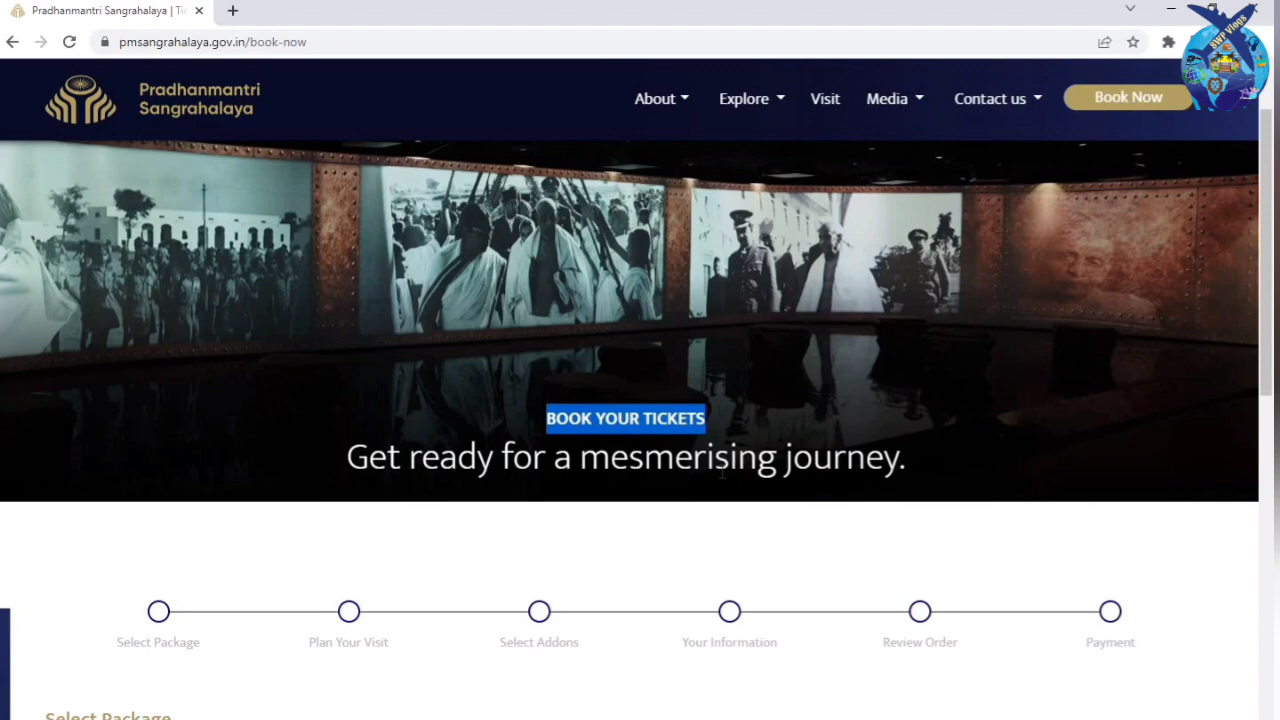 Pradhanmantri Sangrahalaya | Ti
pmsangrahalaya.gov.in/book-now
BWP Vlogs
Pradhanmantri
Sangrahalaya
About
Explore
Visit
Media
Contact us
Book Now
BOOK YOUR TICKETS
Get ready for a mesmerising journey.
Select Package
Plan Your Visit
Select Addons
Your Information
Review Order
Payment
Select Package